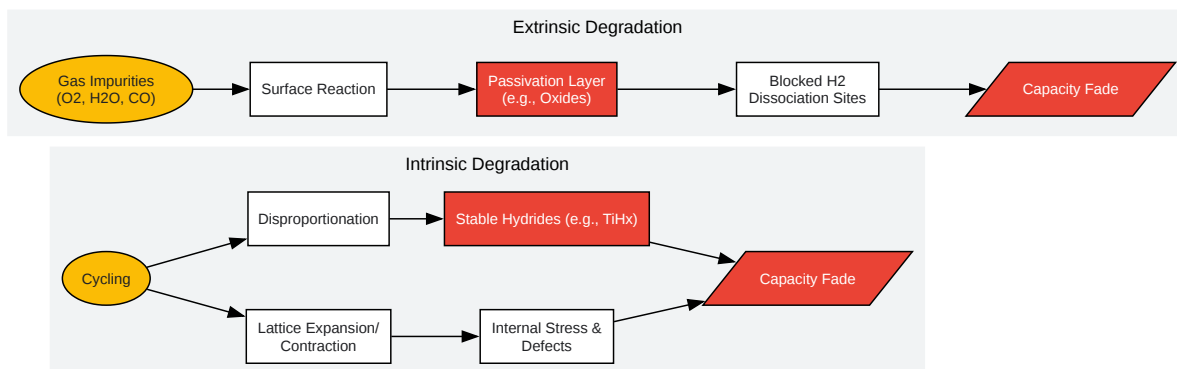 Extrinsic Degradation
Gas Impurities
(O2, H2O, CO)
Surface Reaction
Passivation Layer
(e.g., Oxides)
Blocked H2
Dissociation Sites
Capacity Fade
Intrinsic Degradation
Disproportionation
Stable Hydrides (e.g., TiHx)
Cycling
Capacity Fade
Lattice Expansion/
Contraction
Internal Stress &
Defects